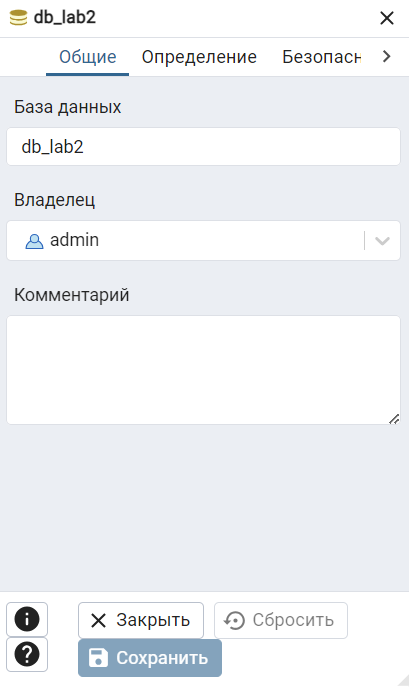 db_lab2
Общие Определение Безопасн
База данных
db_lab2
Владелец
admin
Комментарий
Закрыть Сбросить
Сохранить